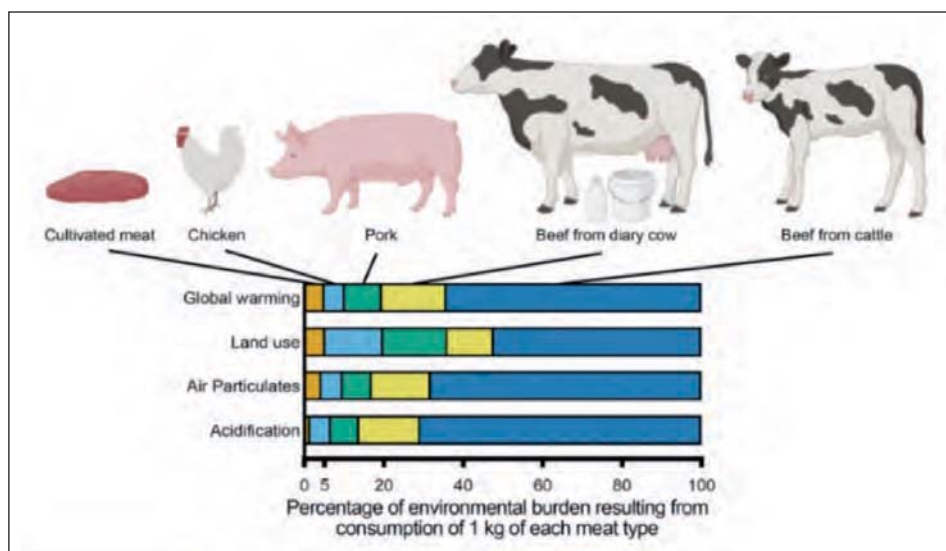 Cultivated meat
Chicken
Pork
Beef from diary cow
Beef from cattle
Global warming
Land use
Air Particulates
Acidification
0 5 20 40 60 80 100
Percentage of environmental burden resulting from
consumption of 1 kg of each meat type